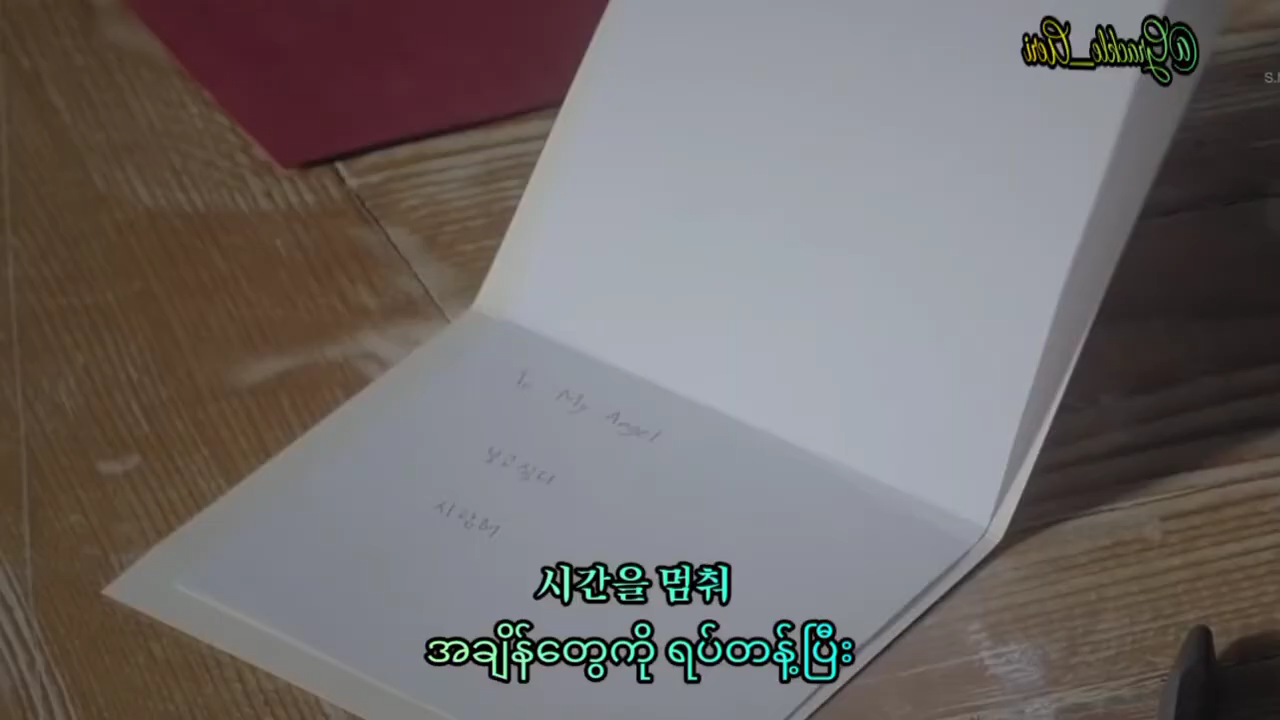 @Grackle_Aeri
To My Angel
보고싶다
사랑해
시간을 멈춰
အချိန်တွေကို ရပ်တန့်ပြီး